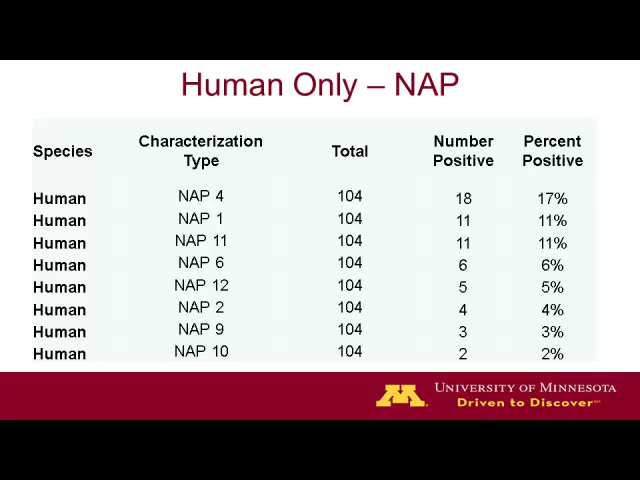 Human Only – NAP
Species Characterization Type Total Number Positive Percent Positive
Human NAP 4 104 18 17%
Human NAP 1 104 11 11%
Human NAP 11 104 11 11%
Human NAP 6 104 6 6%
Human NAP 12 104 5 5%
Human NAP 2 104 4 4%
Human NAP 9 104 3 3%
Human NAP 10 104 2 2%
M
UNIVERSITY OF MINNESOTA
Driven to Discover℠